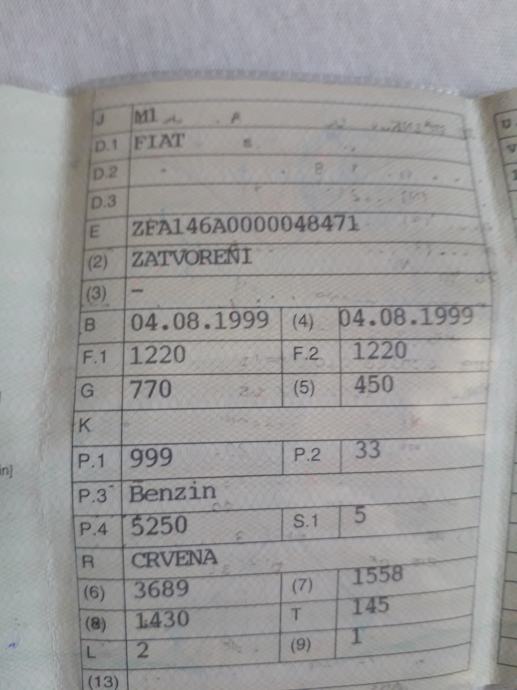 J M1
D.1 FIAT
D.2
D.3
E ZFA146A0000048471
(2) ZATVORENI
(3) -
B 04.08.1999 (4) 04.08.1999
F.1 1220 F.2 1220
G 770 (5) 450
K
P.1 999 P.2 33
P.3 Benzin
P.4 5250 S.1 5
R CRVENA
(6) 3689 (7) 1558
(8) 1430 T 145
L 2 (9) 1
(13)